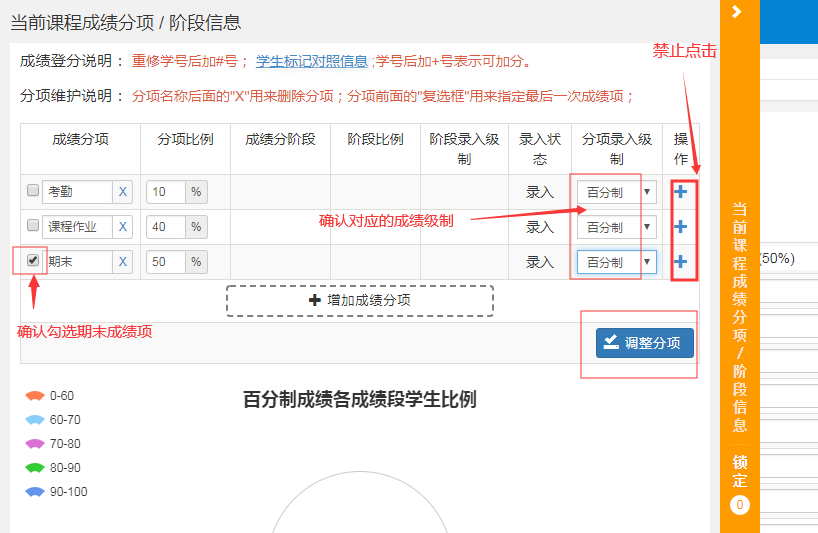 当前课程成绩分项 / 阶段信息
禁止点击
成绩登分说明： 重修学号后加#号； 学生标记对照信息 ;学号后加+号表示可加分。
分项维护说明： 分项名称后面的"X"用来删除分项；分项前面的"复选框"用来指定最后一次成绩项；
成绩分项 分项比例 成绩分阶段 阶段比例 阶段录入级制 录入状态 分项录入级制 操作
考勤 X 10 % 录入 百分制
课程作业 X 40 % 录入 百分制
确认对应的成绩级制
期末 X 50 % 录入 百分制
增加成绩分项
确认勾选期末成绩项
调整分项
百分制成绩各成绩段学生比例
0-60
60-70
70-80
80-90
90-100
当前课程成绩分项/阶段信息
锁定
0
(50%)